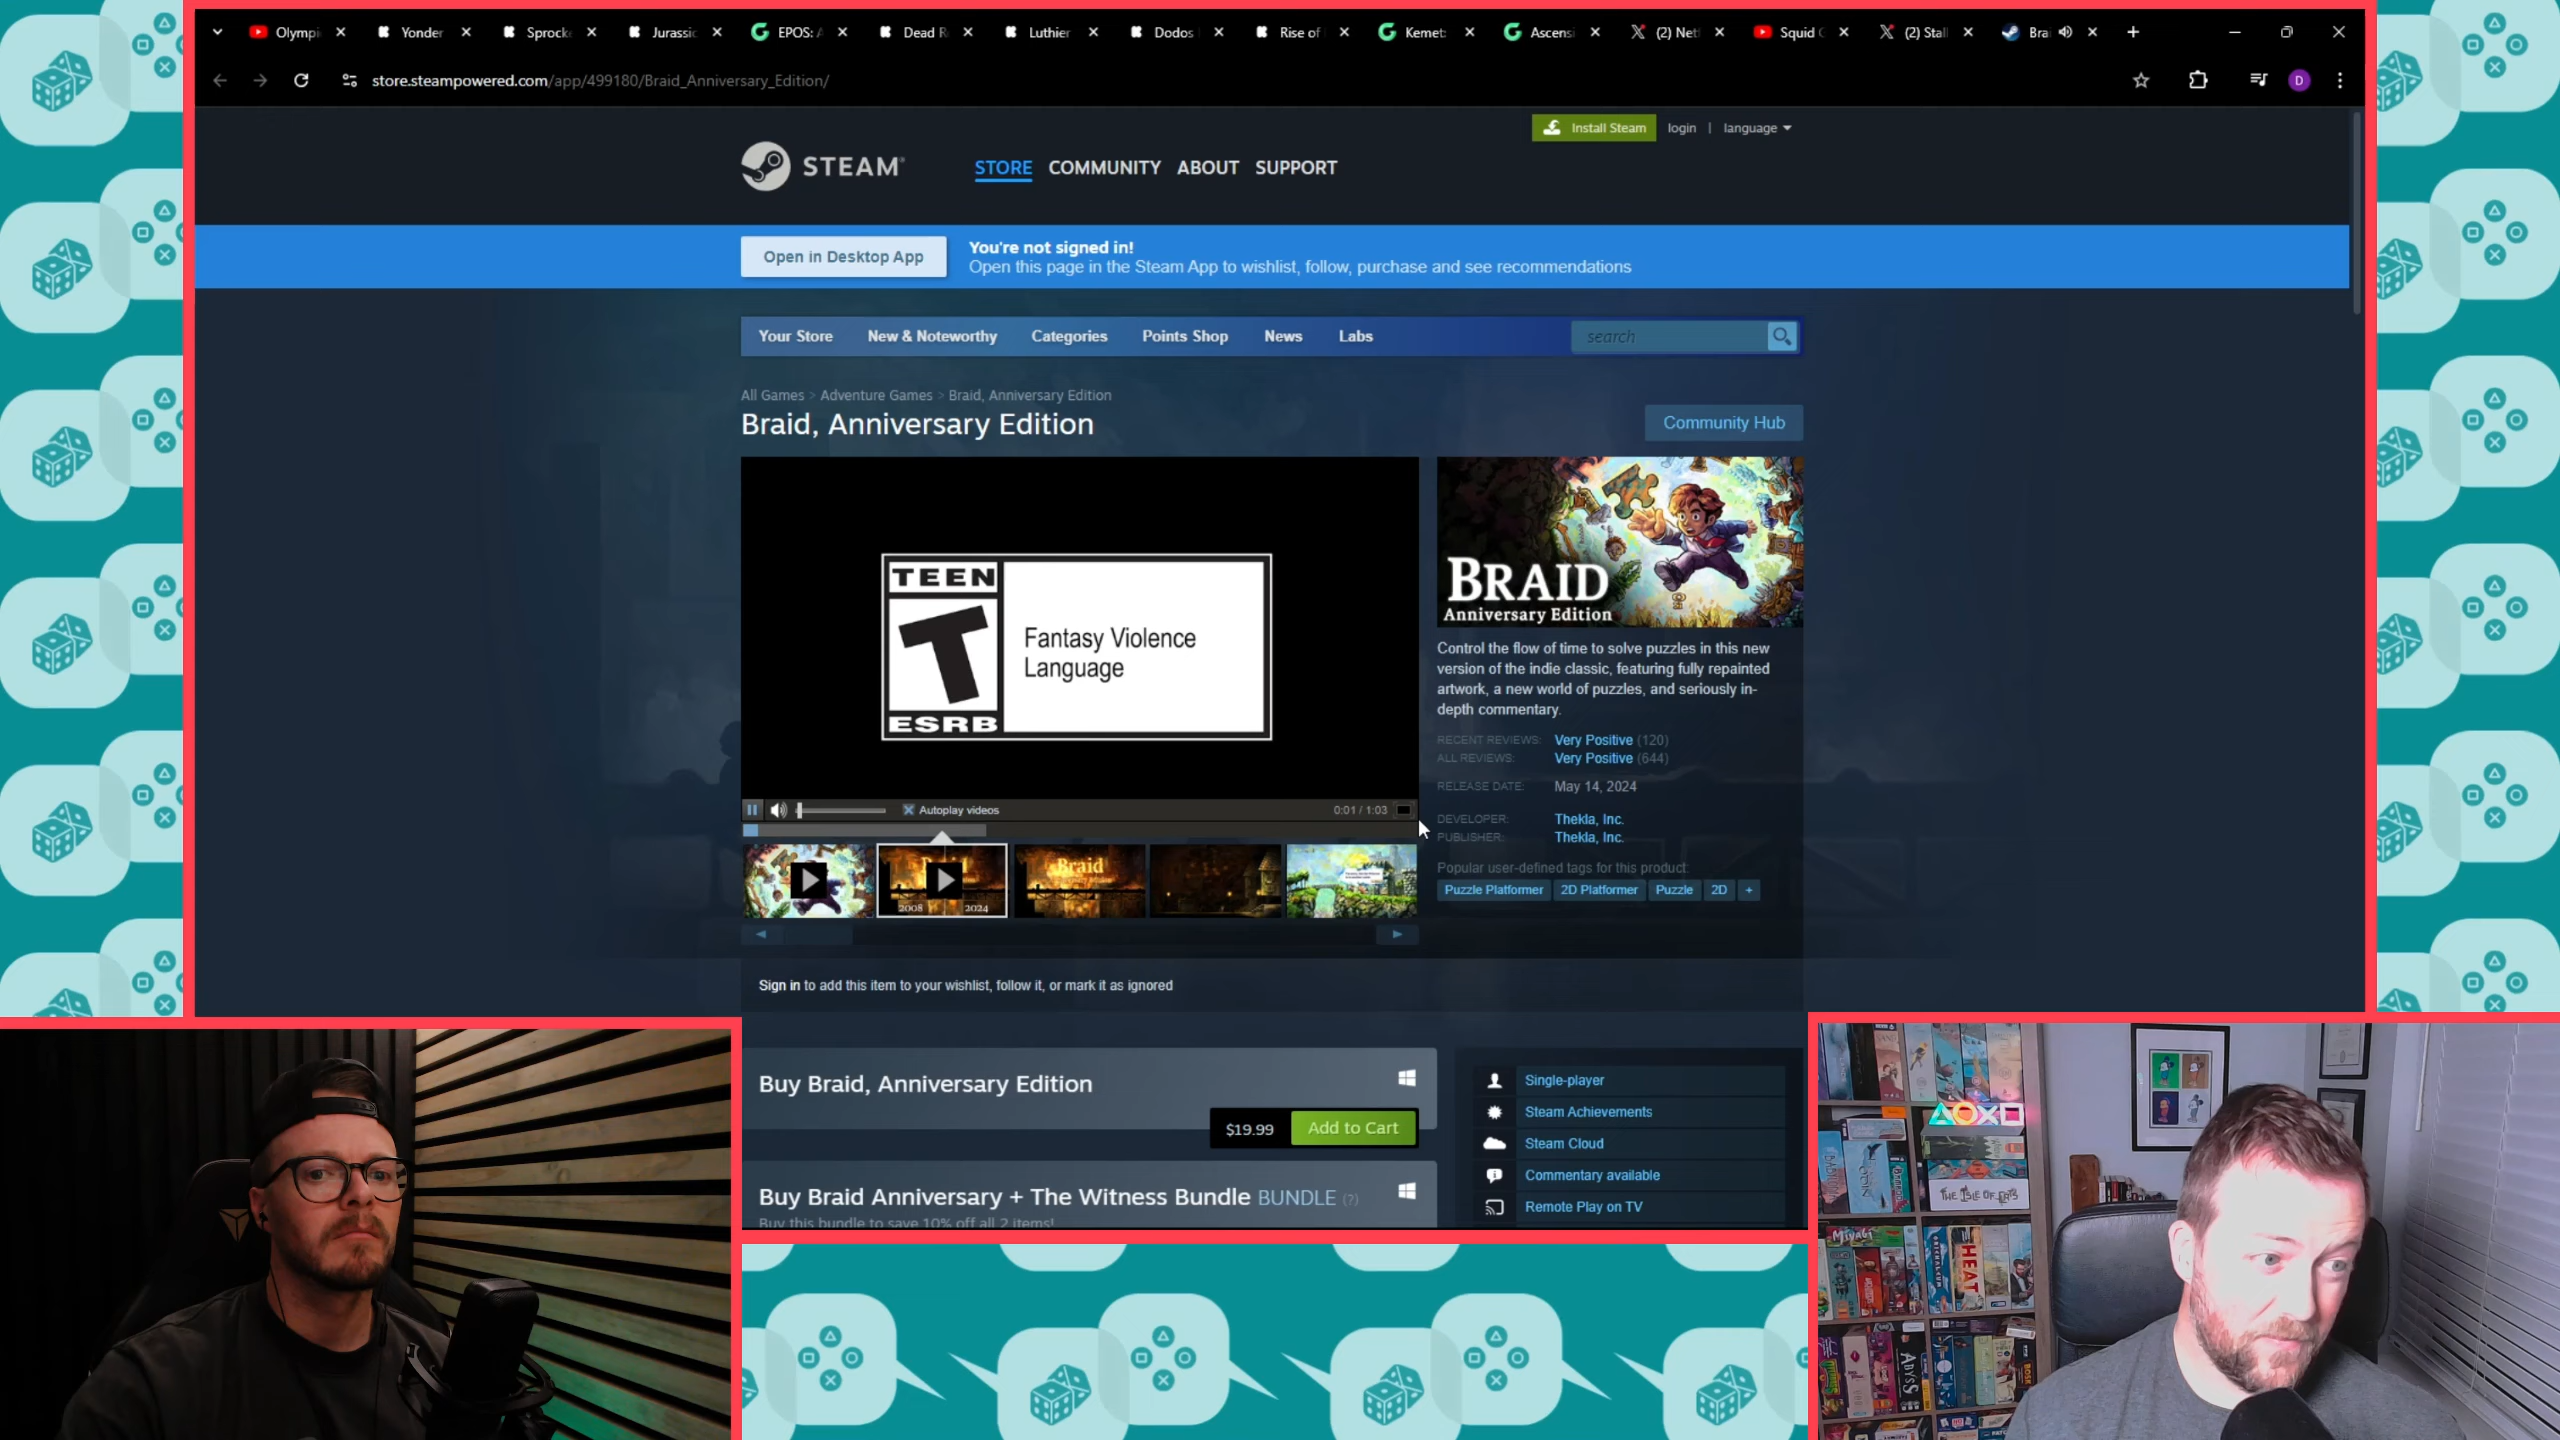 Olympi
Yonder
Sprock
Jurassic
EPOS: A
Dead R
Luthier
Dodos
Rise of
Kemet:
Ascensi
(2) Net
Squid G
(2) Stal
Bra
store.steampowered.com/app/499180/Braid_Anniversary_Edition/
D
Install Steam
login | language
STEAM
STORE COMMUNITY ABOUT SUPPORT
Open in Desktop App
You're not signed in!
Open this page in the Steam App to wishlist, follow, purchase and see recommendations
Your Store New & Noteworthy Categories Points Shop News Labs
search
All Games > Adventure Games > Braid, Anniversary Edition
Braid, Anniversary Edition
Community Hub
TEEN
T
ESRB
Fantasy Violence
Language
Autoplay videos
0:01 / 1:03
2008 2024
Braid
BRAID
Anniversary Edition
Control the flow of time to solve puzzles in this new
version of the indie classic, featuring fully repainted
artwork, a new world of puzzles, and seriously in-
depth commentary.
RECENT REVIEWS: Very Positive (120)
ALL REVIEWS: Very Positive (644)
RELEASE DATE: May 14, 2024
DEVELOPER: Thekla, Inc.
PUBLISHER: Thekla, Inc.
Popular user-defined tags for this product:
Puzzle Platformer 2D Platformer Puzzle 2D +
Sign in to add this item to your wishlist, follow it, or mark it as ignored
Buy Braid, Anniversary Edition
$19.99 Add to Cart
Buy Braid Anniversary + The Witness Bundle BUNDLE (?)
Buy this bundle to save 10% off all 2 items!
Single-player
Steam Achievements
Steam Cloud
Commentary available
Remote Play on TV
THE ISLE OF CATS
MIYAGI
HEAT
ABYSS